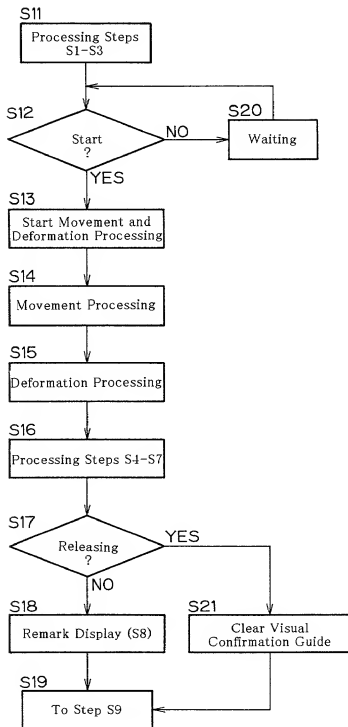 S11
Processing Steps
S1-S3
S12
Start
?
NO
S20
Waiting
YES
S13
Start Movement and
Deformation Processing
S14
Movement Processing
S15
Deformation Processing
S16
Processing Steps S4-S7
S17
Releasing
?
YES
NO
S18
Remark Display (S8)
S21
Clear Visual
Confirmation Guide
S19
To Step S9